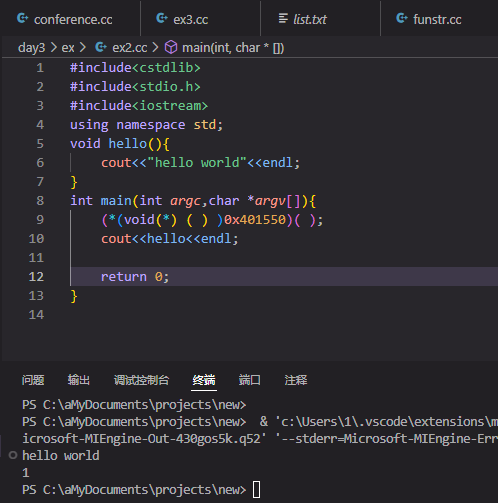 conference.cc ex3.cc list.txt funstr.cc
day3 > ex > ex2.cc > main(int, char * [])
1 #include<cstdlib>
2 #include<stdio.h>
3 #include<iostream>
4 using namespace std;
5 void hello(){
6 cout<<"hello world"<<endl;
7 }
8 int main(int argc,char *argv[]){
9 (*(void(*) ( ) )0x401550)( );
10 cout<<hello<<endl;
11
12 return 0;
13 }
14
问题 输出 调试控制台 终端 端口 注释
PS C:\aMyDocuments\projects\new>
PS C:\aMyDocuments\projects\new> & 'c:\Users\1\.vscode\extensions\m
icrosoft-MIEngine-Out-430gos5k.q52' '--stderr=Microsoft-MIEngine-Err
hello world
1
PS C:\aMyDocuments\projects\new>